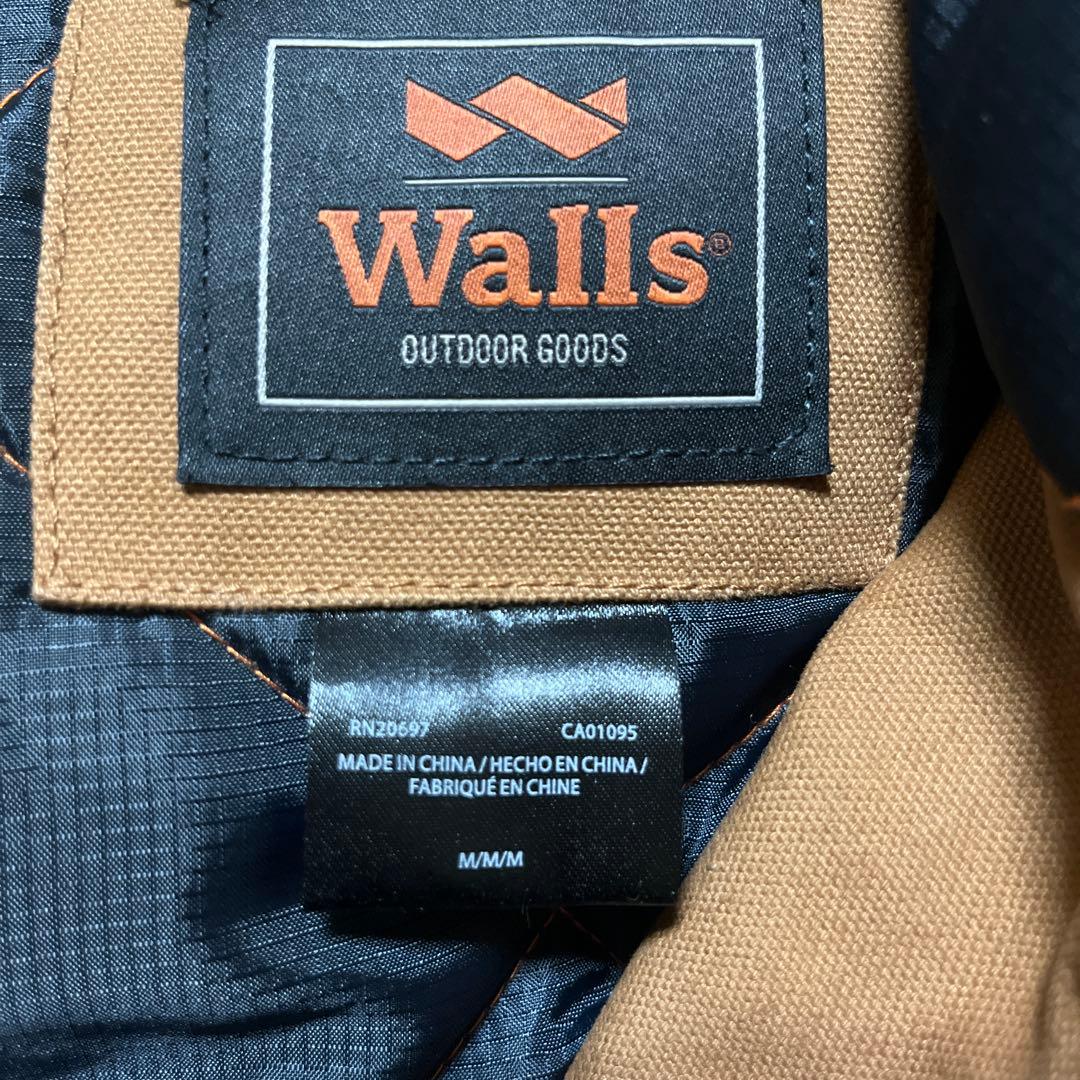 Walls®
OUTDOOR GOODS
RN20697 CA01095
MADE IN CHINA / HECHO EN CHINA /
FABRIQUÉ EN CHINE
M/M/M